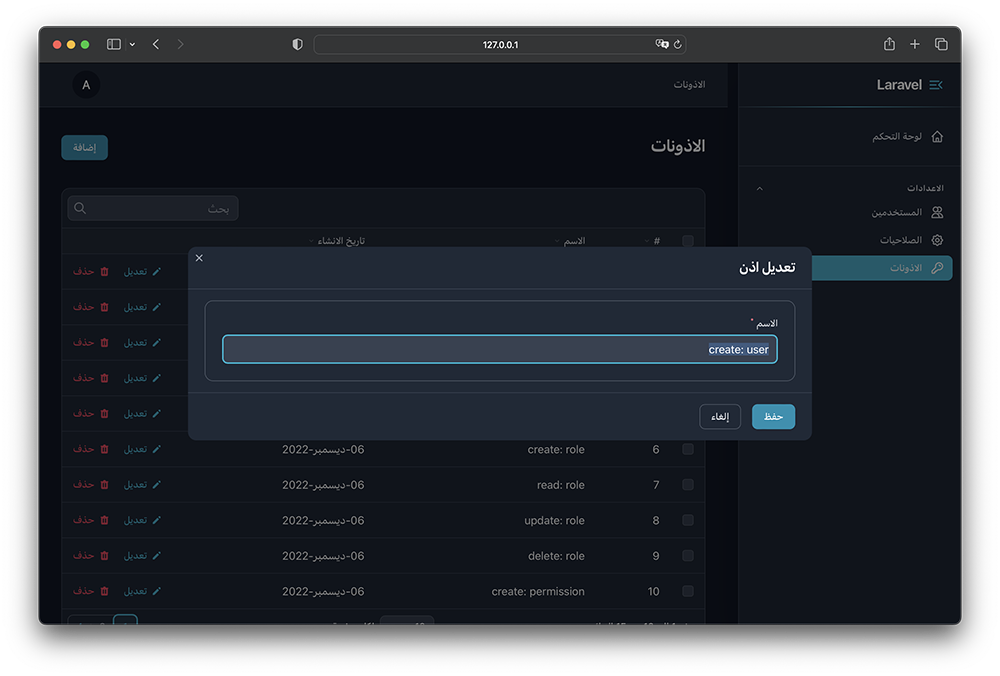 127.0.0.1
Laravel
الاذونات
A
لوحة التحكم
الاذونات
إضافة
الاعدادات
المستخدمين
الصلاحيات
الاذونات
بحث
# الاسم تاريخ الانشاء
تعديل حذف
تعديل حذف
تعديل حذف
تعديل حذف
تعديل حذف
تعديل اذن
الاسم *
create: user
حفظ إلغاء
6 create: role 06-ديسمبر-2022 تعديل حذف
7 read: role 06-ديسمبر-2022 تعديل حذف
8 update: role 06-ديسمبر-2022 تعديل حذف
9 delete: role 06-ديسمبر-2022 تعديل حذف
10 create: permission 06-ديسمبر-2022 تعديل حذف